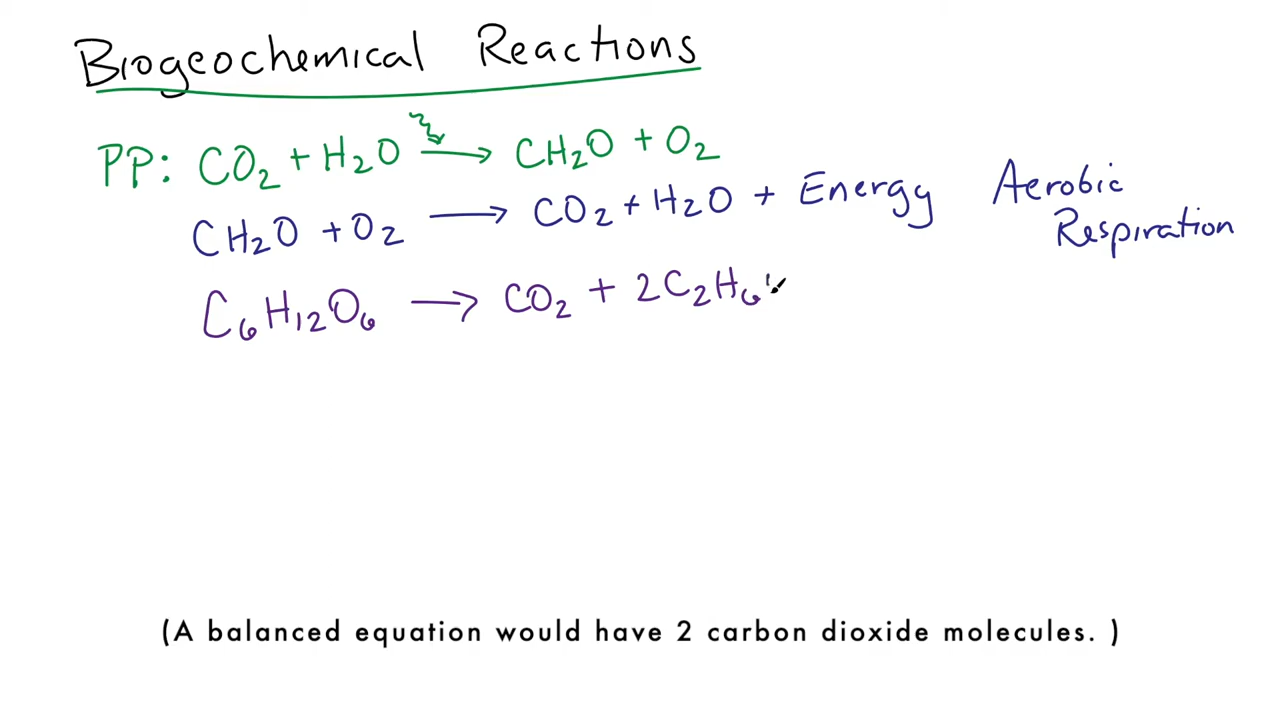 Biogeochemical Reactions
PP: CO₂ + H₂O → CH₂O + O₂
CH₂O + O₂ → CO₂ + H₂O + Energy Aerobic
Respiration
C₆H₁₂O₆ → CO₂ + 2C₂H₆
(A balanced equation would have 2 carbon dioxide molecules. )